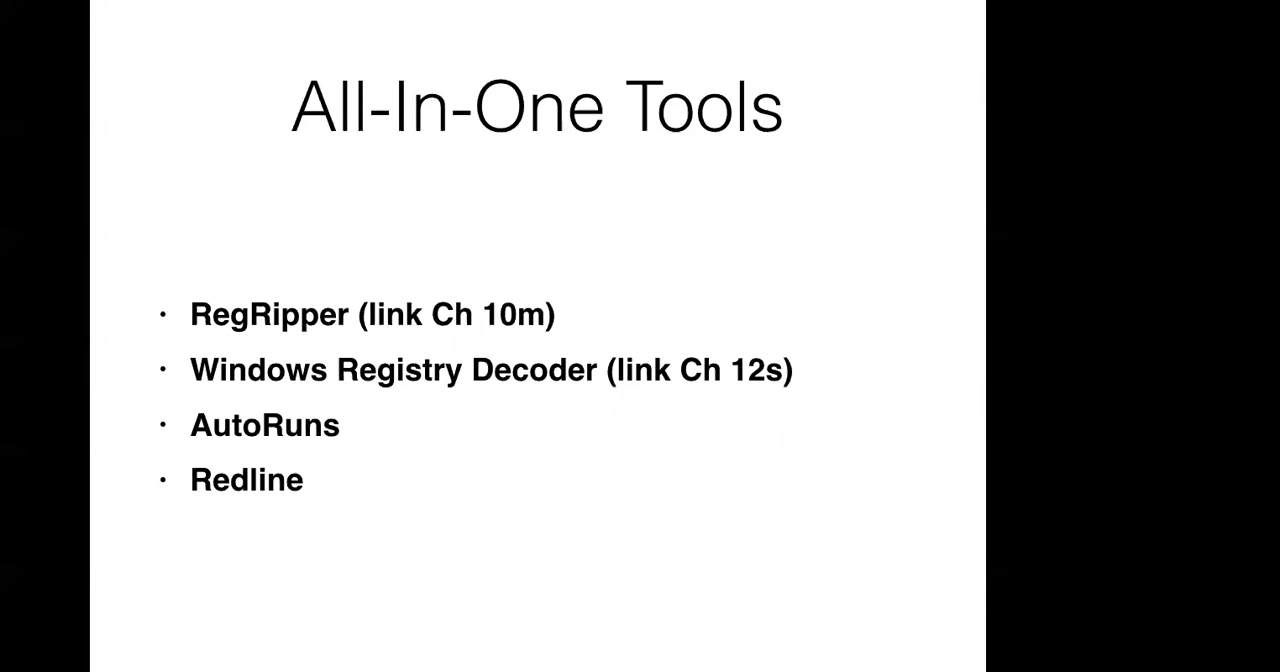 All-In-One Tools
• RegRipper (link Ch 10m)
• Windows Registry Decoder (link Ch 12s)
• AutoRuns
• Redline